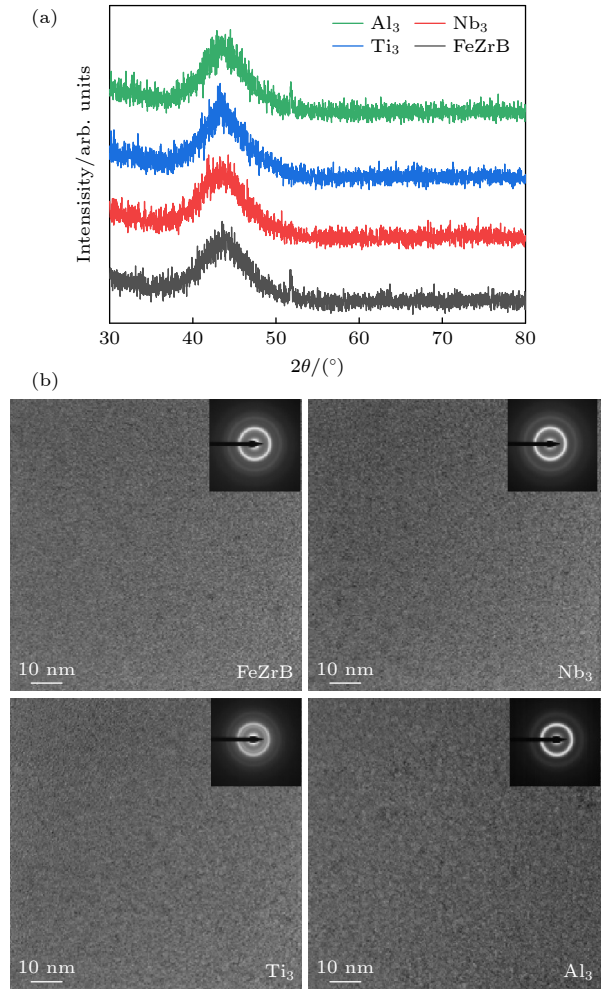 (a)
Al₃ Nb₃
Ti₃ FeZrB
Intensisity/arb. units
30 40 50 60 70 80
2θ/(°)
(b)
10 nm FeZrB
10 nm Nb₃
10 nm Ti₃
10 nm Al₃